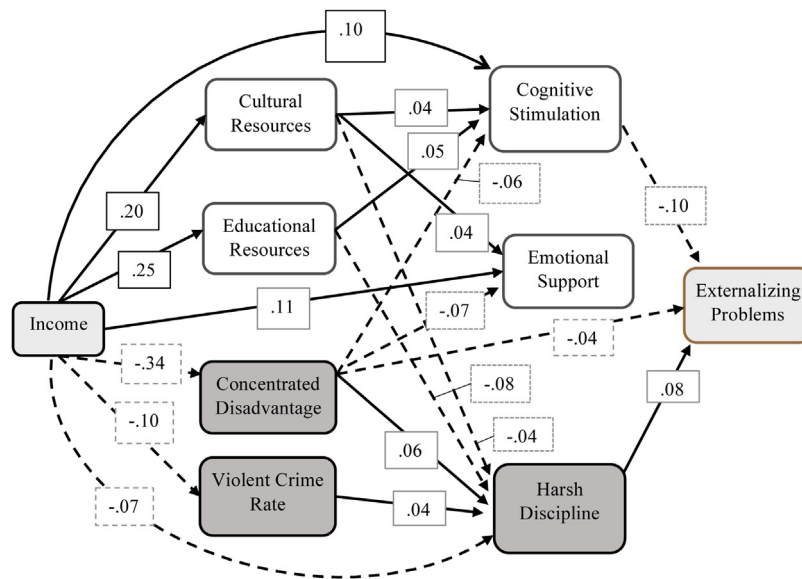 .10
Cultural
Resources
Cognitive
Stimulation
.04
.05
-.06
.20
Educational
Resources
-.10
.04
.25
Emotional
Support
Externalizing
Problems
Income
.11
-.07
-.04
-.34
Concentrated
Disadvantage
-.08
.08
-.10
.06
-.04
Violent Crime
Rate
Harsh
Discipline
-.07
.04